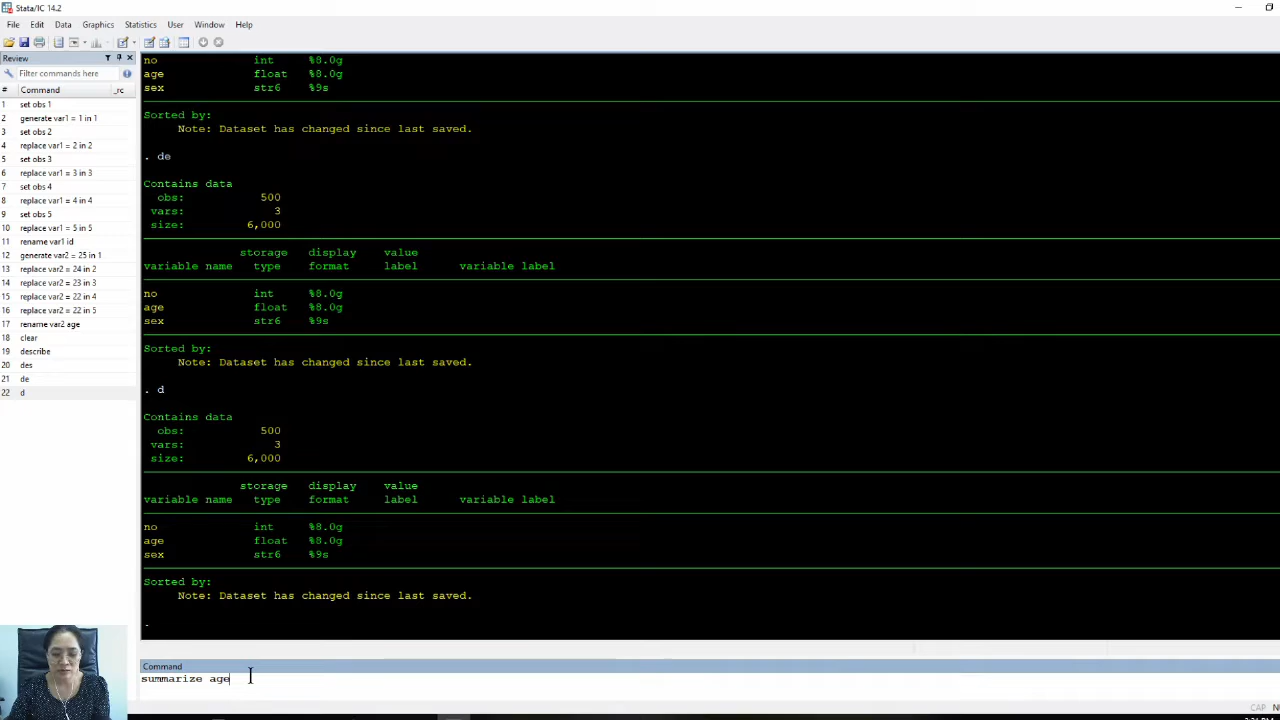 Stata/IC 14.2
File Edit Data Graphics Statistics User Window Help
Review
Filter commands here
# Command _rc
1 set obs 1
2 generate var1 = 1 in 1
3 set obs 2
4 replace var1 = 2 in 2
5 set obs 3
6 replace var1 = 3 in 3
7 set obs 4
8 replace var1 = 4 in 4
9 set obs 5
10 replace var1 = 5 in 5
11 rename var1 id
12 generate var2 = 25 in 1
13 replace var2 = 24 in 2
14 replace var2 = 23 in 3
15 replace var2 = 22 in 4
16 replace var2 = 22 in 5
17 rename var2 age
18 clear
19 describe
20 des
21 de
22 d
no int %8.0g
age float %8.0g
sex str6 %9s
Sorted by:
Note: Dataset has changed since last saved.
. de
Contains data
obs: 500
vars: 3
size: 6,000
storage display value
variable name type format label variable label
no int %8.0g
age float %8.0g
sex str6 %9s
Sorted by:
Note: Dataset has changed since last saved.
. d
Contains data
obs: 500
vars: 3
size: 6,000
storage display value
variable name type format label variable label
no int %8.0g
age float %8.0g
sex str6 %9s
Sorted by:
Note: Dataset has changed since last saved.
.
Command
summarize age
CAP